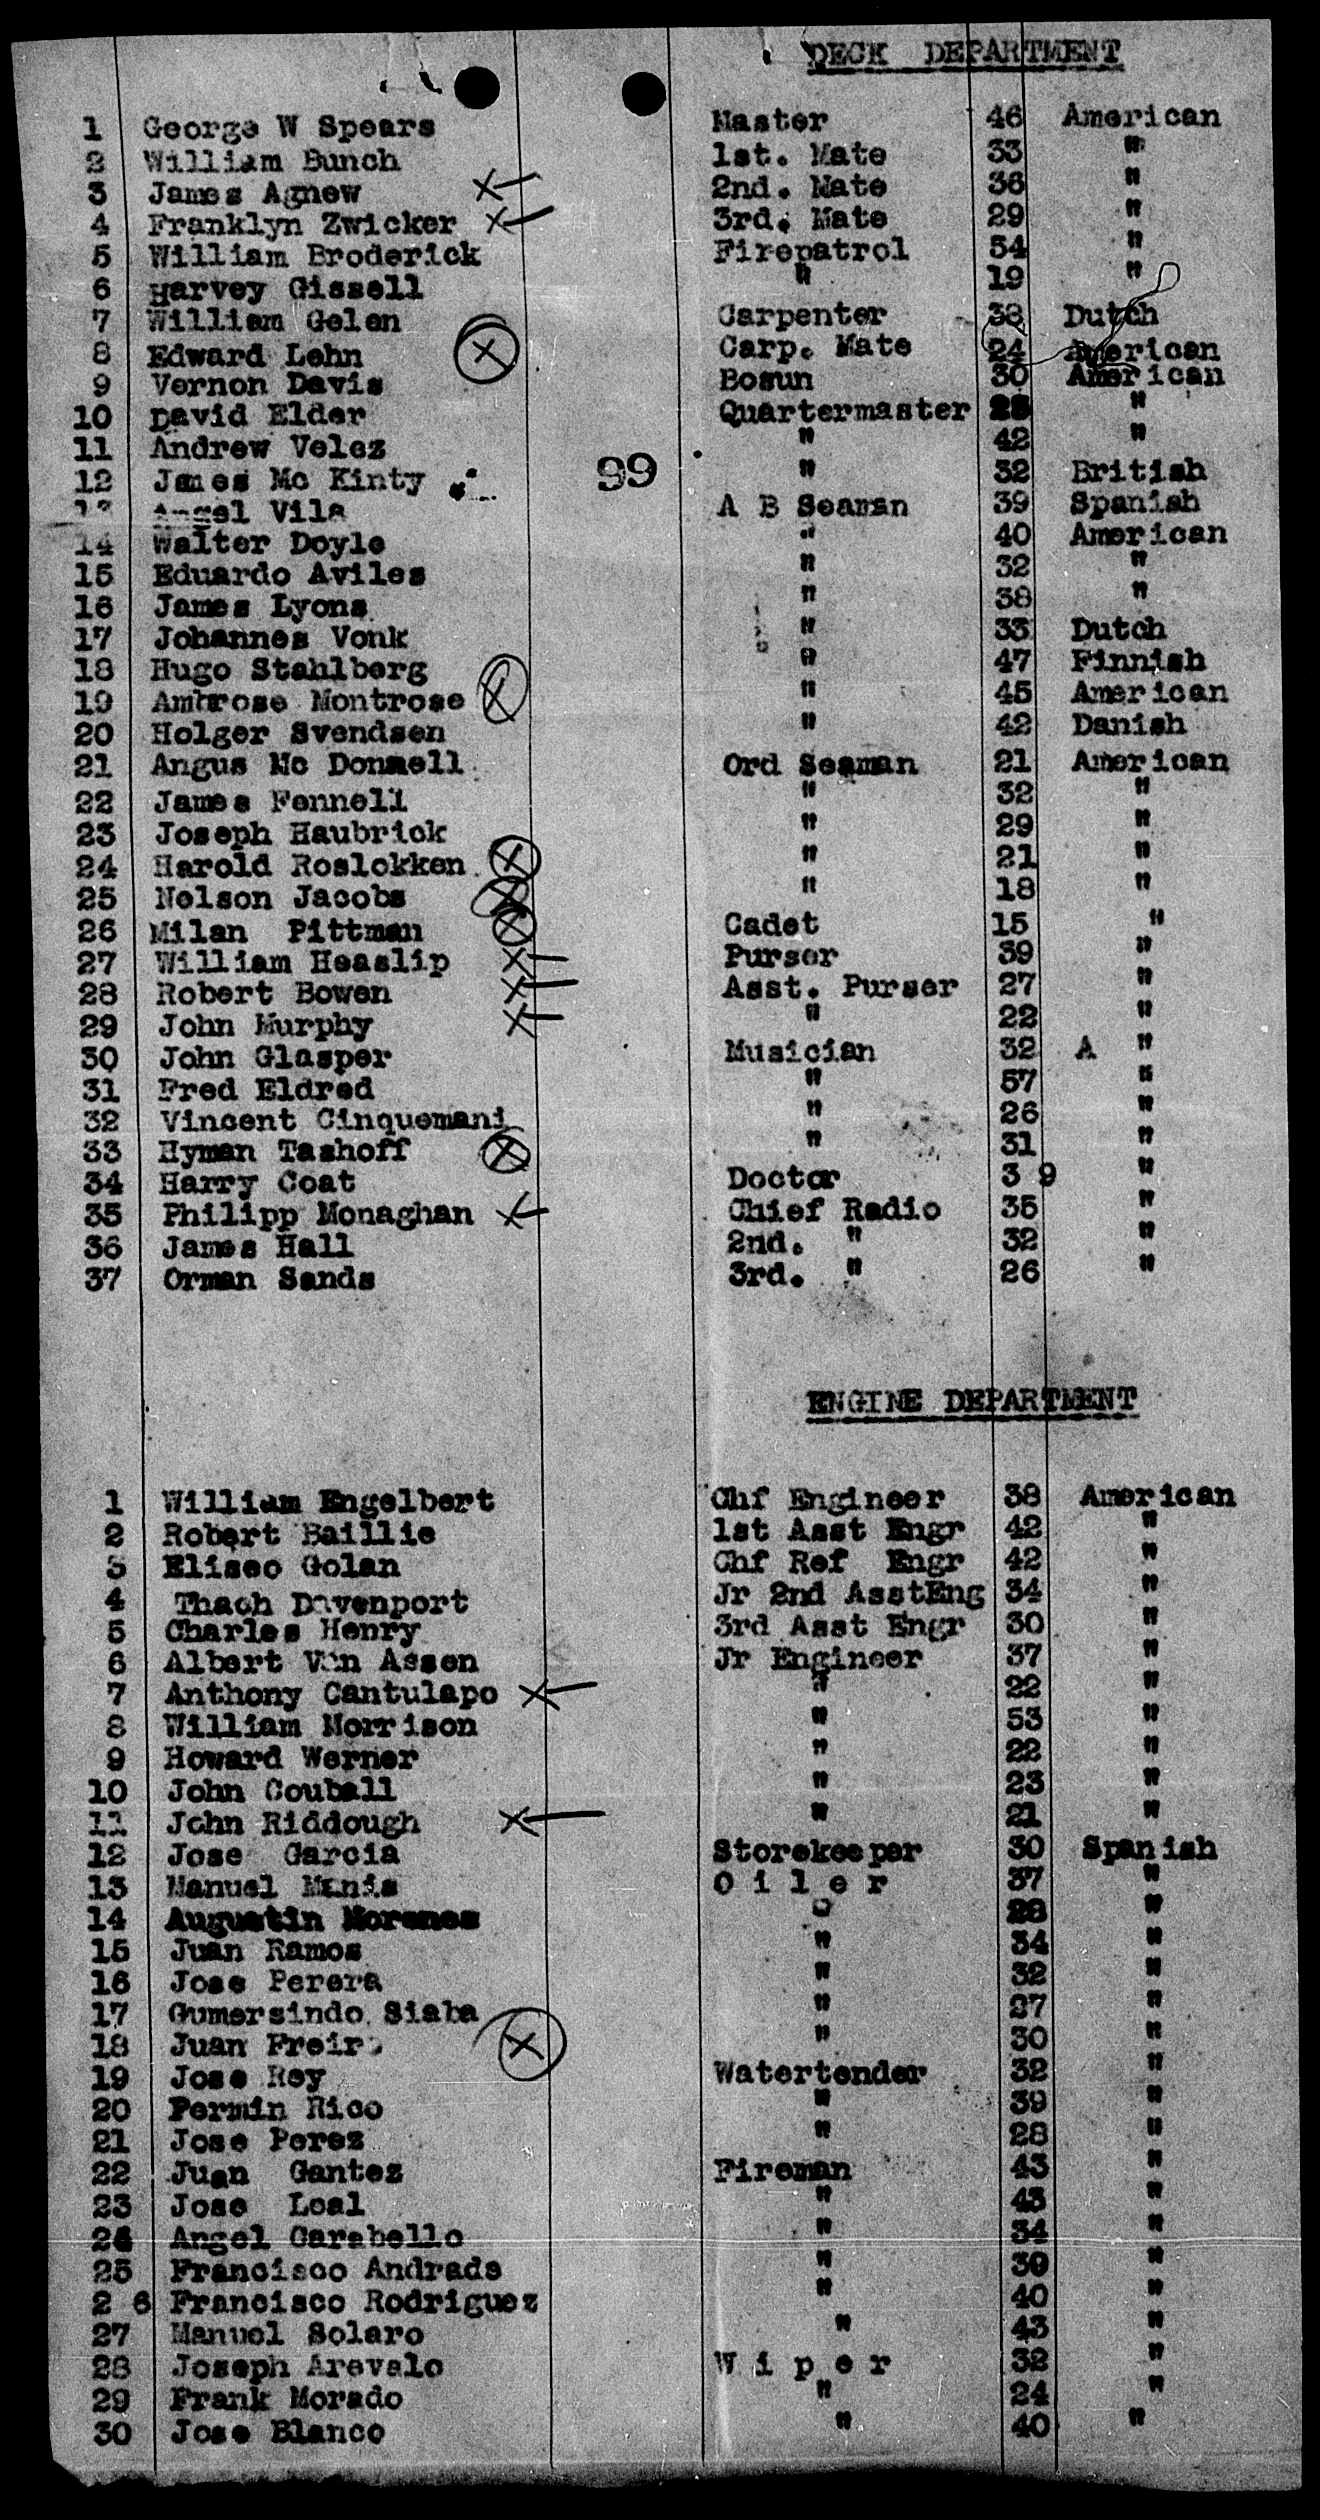 DECK DEPARTMENT
1 George W Spears Master 46 American
2 William Bunch 1st. Mate 33 "
3 James Agnew X 2nd. Mate 36 "
4 Franklyn Zwicker X 3rd. Mate 29 "
5 William Broderick Firepatrol 54 "
6 Harvey Gissell " 19 "
7 William Gelen Carpenter 38 Dutch
8 Edward Lehn X Carp. Mate 24 American
9 Vernon Davis Bosun 30 American
10 David Elder Quartermaster "
11 Andrew Velez " 42 "
12 James Mc Kinty 99 " 32 British
13 Angel Vila A B Seaman 39 Spanish
14 Walter Doyle " 40 American
15 Eduardo Aviles " 32 "
16 James Lyons " 38 "
17 Johannes Vonk " 33 Dutch
18 Hugo Stahlberg " 47 Finnish
19 Ambrose Montrose X " 45 American
20 Holger Svendsen " 42 Danish
21 Angus Mc Donnell Ord Seaman 21 American
22 James Fennell " 32 "
23 Joseph Haubrick " 29 "
24 Harold Roslokken X " 21 "
25 Nelson Jacobs X " 18 "
26 Milan Pittman X Cadet 15 "
27 William Heaslip X Purser 39 "
28 Robert Bowen X Asst. Purser 27 "
29 John Murphy X " 22 "
30 John Glasper Musician 32 A "
31 Fred Eldred " 57 "
32 Vincent Cinquemani " 26 "
33 Hyman Tashoff X " 31 "
34 Harry Coat Doctor 3 9 "
35 Philipp Monaghan X Chief Radio 35 "
36 James Hall 2nd. " 32 "
37 Orman Sands 3rd. " 26 "
ENGINE DEPARTMENT
1 William Engelbert Chf Engineer 38 American
2 Robert Baillie 1st Asst Engr 42 "
3 Eliseo Golan Chf Ref Engr 42 "
4 Thach Davenport Jr 2nd AsstEng 34 "
5 Charles Henry 3rd Asst Engr 30 "
6 Albert Van Assen Jr Engineer 37 "
7 Anthony Cantulapo X " 22 "
8 William Morrison " 53 "
9 Howard Werner " 22 "
10 John Couball " 23 "
11 John Riddough X " 21 "
12 Jose Garcia Storekeeper 30 Spanish
13 Manuel O i l e r 37 "
14 Augustin " 28 "
15 Juan Ramos " 34 "
16 Jose Perera " 32 "
17 Gumersindo Siaba " 27 "
18 Juan Freire X " 30 "
19 Jose Rey Watertender 32 "
20 Fermin Rico " 39 "
21 Jose Perez " 28 "
22 Juan Gantez Fireman 43 "
23 Jose Leal " 43 "
24 Angel Carabello " 34 "
25 Francisco Andrade " 39 "
2 6 Francisco Rodriguez " 40 "
27 Manuel Solaro " 43 "
28 Joseph Arevalo W i p e r 32 "
29 Frank Morado " 24 "
30 Jose Blanco " 40 "